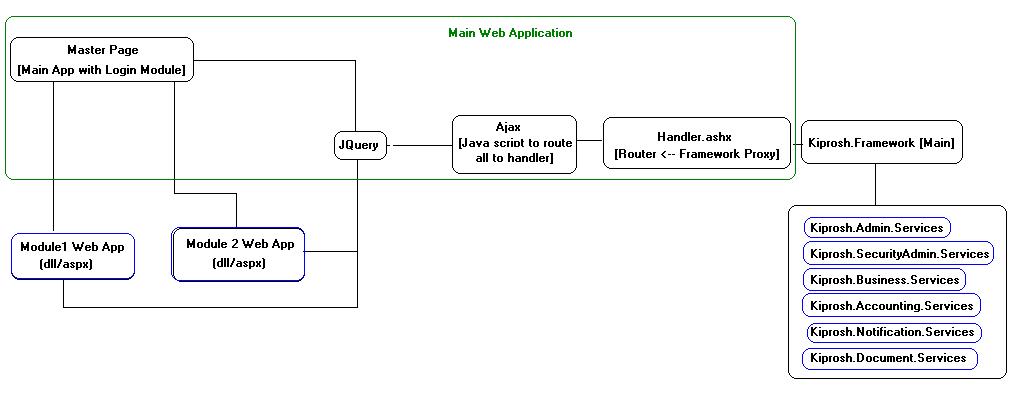 Main Web Application
Master Page
[Main App with Login Module]
JQuery
Ajax
[Java script to route
all to handler]
Handler.ashx
[Router <-- Framework Proxy]
Kiprosh.Framework [Main]
Module1 Web App
(dll/aspx)
Module 2 Web App
(dll/aspx)
Kiprosh.Admin.Services
Kiprosh.SecurityAdmin.Services
Kiprosh.Business.Services
Kiprosh.Accounting.Services
Kiprosh.Notification.Services
Kiprosh.Document.Services